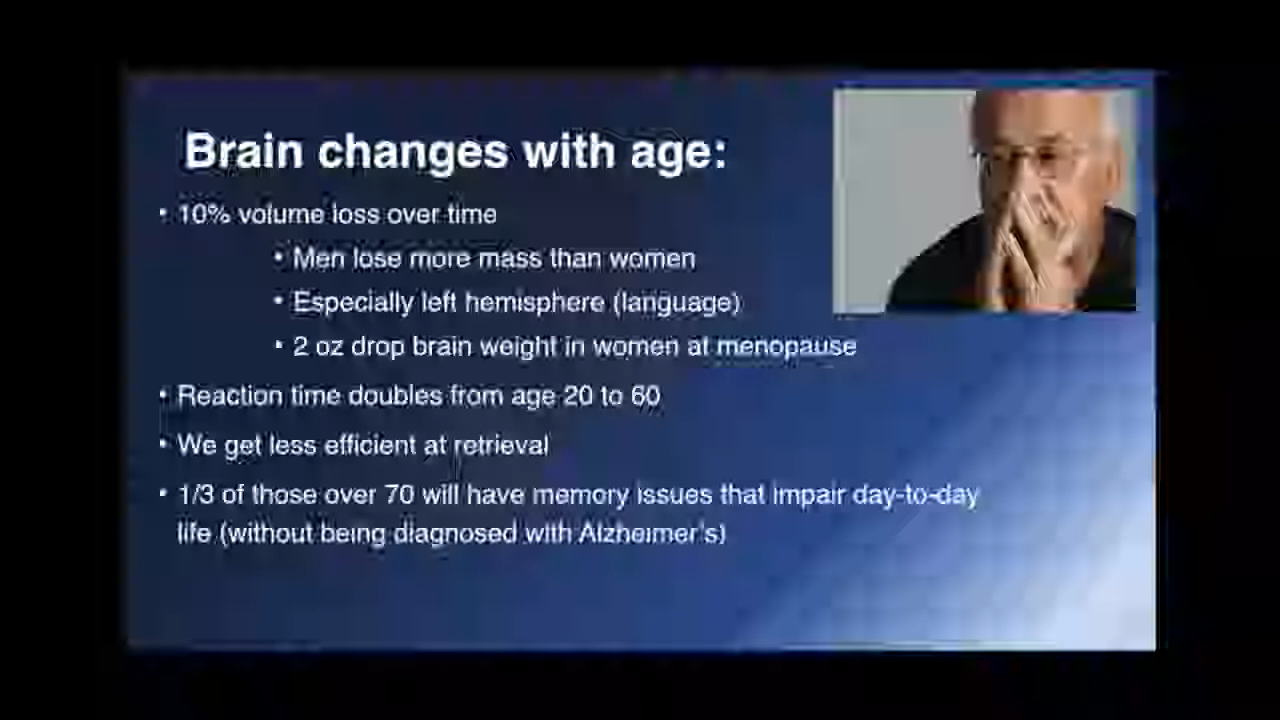 Brain changes with age:
• 10% volume loss over time
• Men lose more mass than women
• Especially left hemisphere (language)
• 2 oz drop brain weight in women at menopause
• Reaction time doubles from age 20 to 60
• We get less efficient at retrieval
• 1/3 of those over 70 will have memory issues that impair day-to-day
life (without being diagnosed with Alzheimer's)